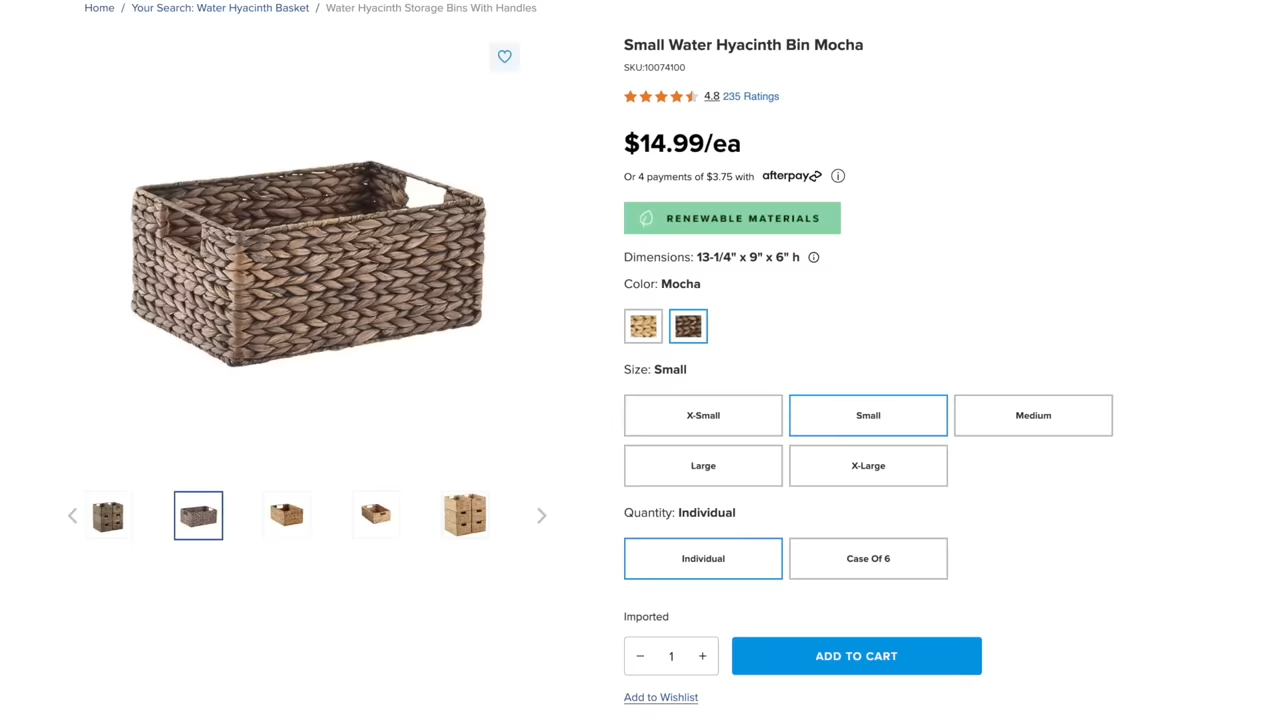 Home / Your Search: Water Hyacinth Basket / Water Hyacinth Storage Bins With Handles
Small Water Hyacinth Bin Mocha
SKU:10074100
4.8 235 Ratings
$14.99/ea
Or 4 payments of $3.75 with afterpay
RENEWABLE MATERIALS
Dimensions: 13-1/4" x 9" x 6" h
Color: Mocha
Size: Small
X-Small Small Medium
Large X-Large
Quantity: Individual
Individual Case Of 6
Imported
− 1 + ADD TO CART
Add to Wishlist